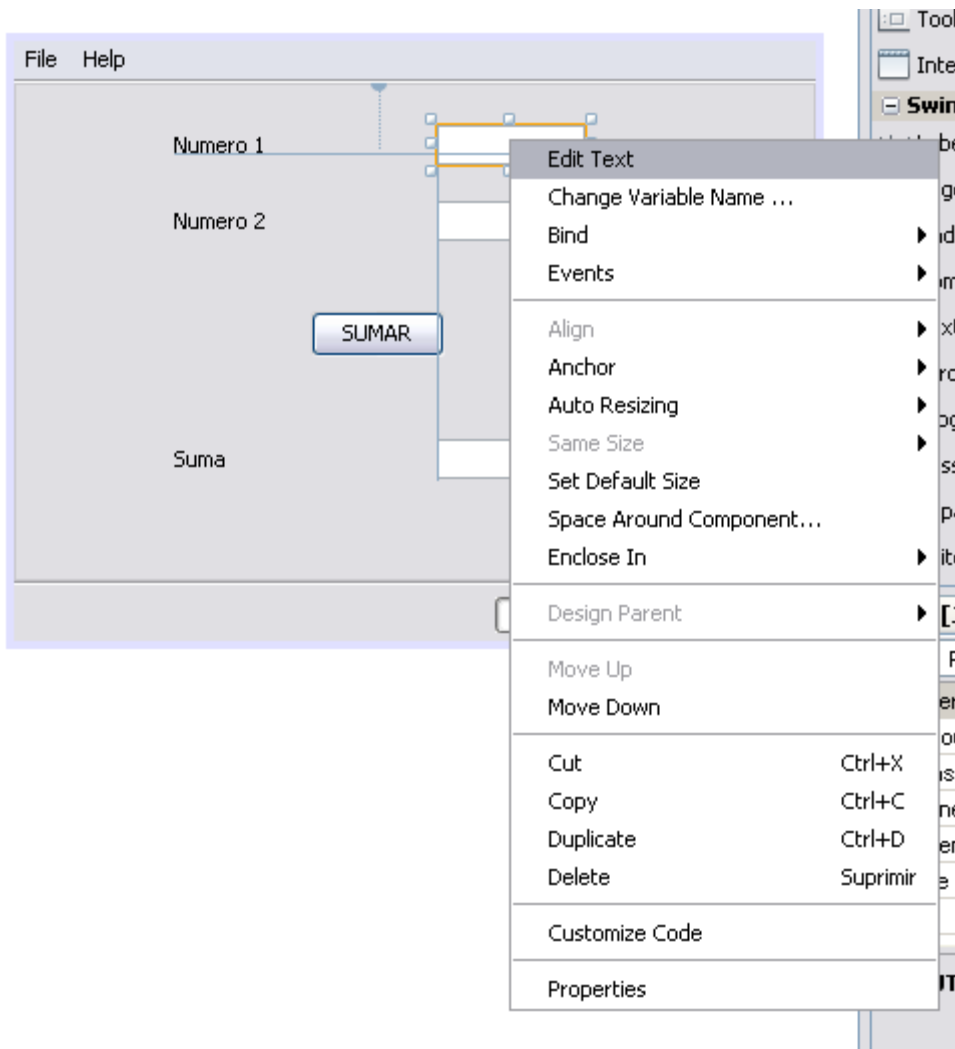 File Help
Numero 1
Numero 2
SUMAR
Suma
Edit Text
Change Variable Name ...
Bind
Events
Align
Anchor
Auto Resizing
Same Size
Set Default Size
Space Around Component...
Enclose In
Design Parent
Move Up
Move Down
Cut Ctrl+X
Copy Ctrl+C
Duplicate Ctrl+D
Delete Suprimir
Customize Code
Properties